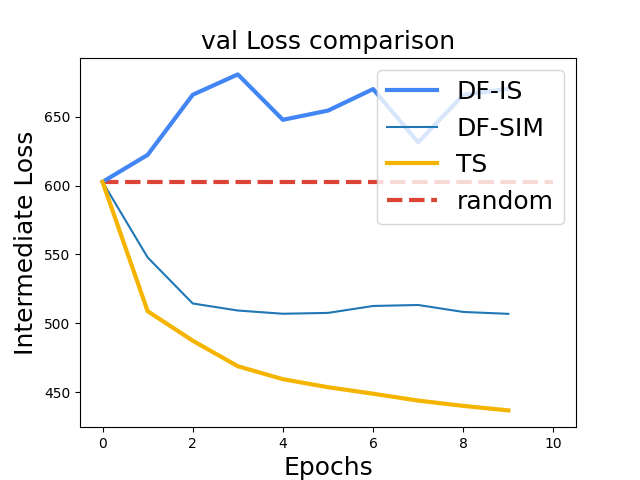 val Loss comparison
Intermediate Loss
650
600
550
500
450
DF-IS
DF-SIM
TS
random
0 2 4 6 8 10
Epochs